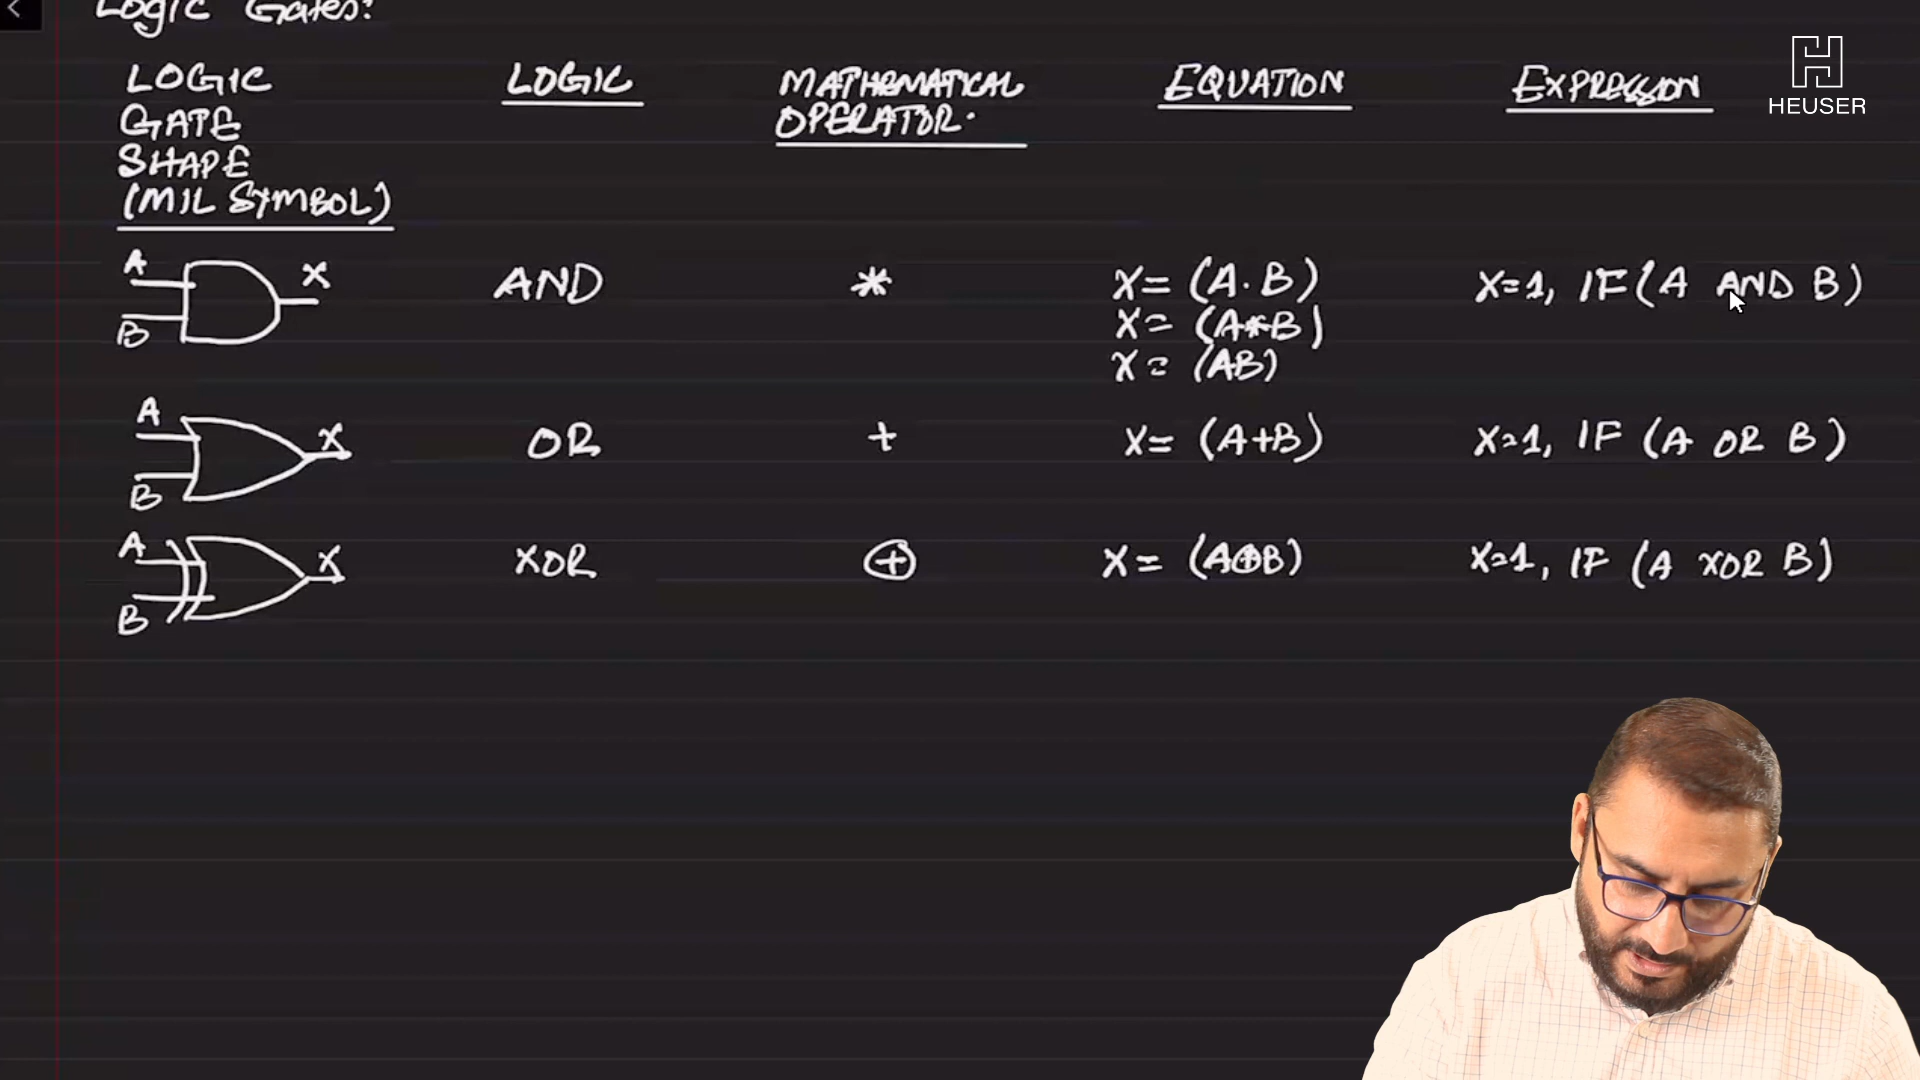 Logic Gates:
LOGIC GATE SHAPE (MIL SYMBOL)
LOGIC
MATHEMATICAL OPERATOR.
EQUATION
EXPRESSION
HEUSER
A
B
X
AND
*
X = (A.B)
X = (A*B)
X = (AB)
X=1, IF (A AND B)
A
B
X
OR
+
X = (A+B)
X=1, IF (A OR B)
A
B
X
XOR
⊕
X = (A⊕B)
X=1, IF (A XOR B)